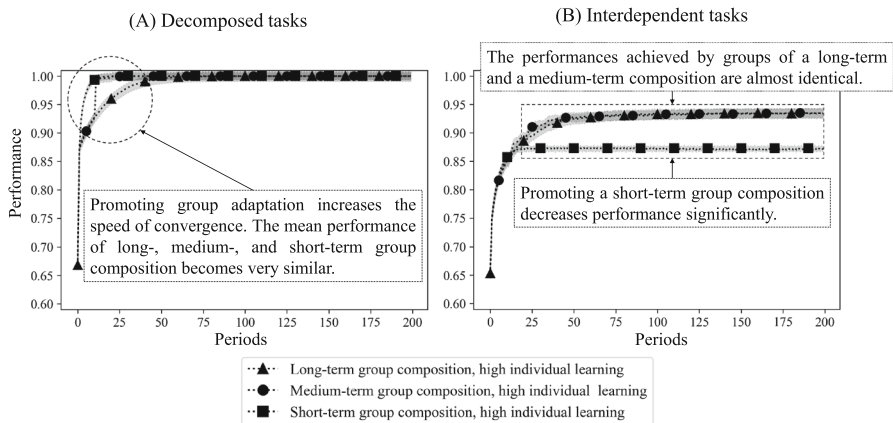 (A) Decomposed tasks
Performance
1.00
0.95
0.90
0.85
0.80
0.75
0.70
0.65
0.60
Promoting group adaptation increases the
speed of convergence. The mean performance
of long-, medium-, and short-term group
composition becomes very similar.
0 25 50 75 100 125 150 175 200
Periods
(B) Interdependent tasks
The performances achieved by groups of a long-term
and a medium-term composition are almost identical.
1.00
0.95
0.90
0.85
0.80
0.75
0.70
0.65
0.60
Promoting a short-term group composition
decreases performance significantly.
0 25 50 75 100 125 150 175 200
Periods
Long-term group composition, high individual learning
Medium-term group composition, high individual learning
Short-term group composition, high individual learning